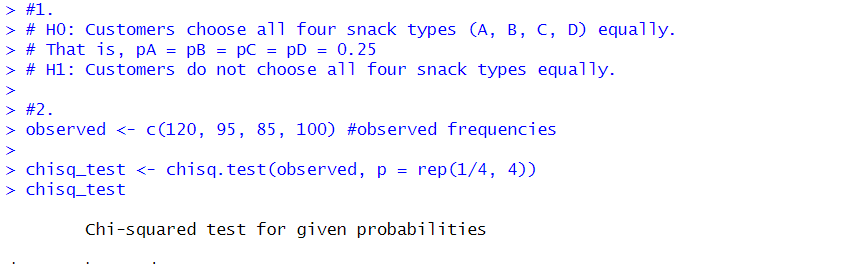 > #1.
> # H0: Customers choose all four snack types (A, B, C, D) equally.
> # That is, pA = pB = pC = pD = 0.25
> # H1: Customers do not choose all four snack types equally.
>
> #2.
> observed <- c(120, 95, 85, 100) #observed frequencies
>
> chisq_test <- chisq.test(observed, p = rep(1/4, 4))
> chisq_test
Chi-squared test for given probabilities